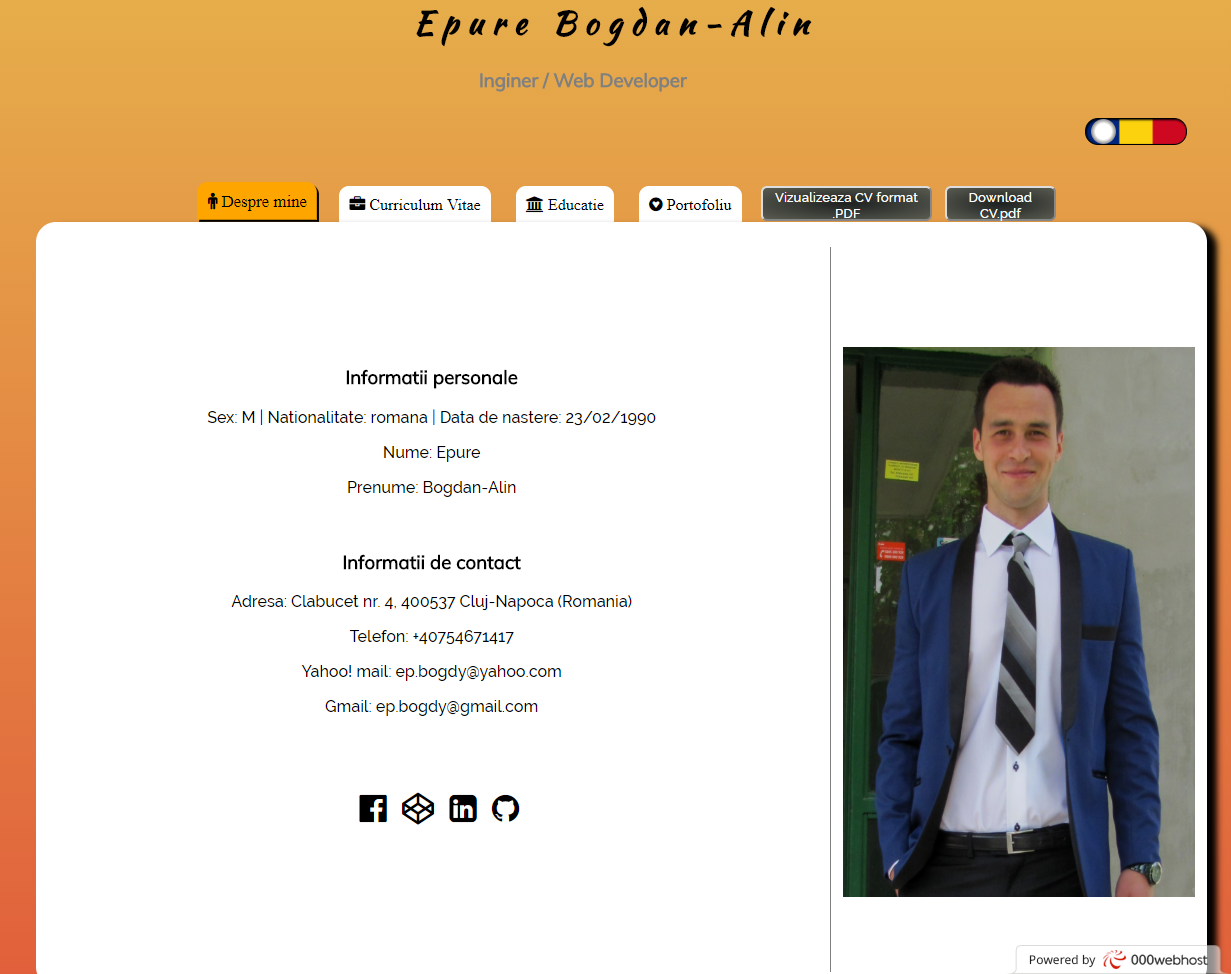 Epure Bogdan-Alin
Inginer / Web Developer
Despre mine
Curriculum Vitae
Educatie
Portofoliu
Vizualizeaza CV format
.PDF
Download
CV.pdf
Informatii personale
Sex: M | Nationalitate: romana | Data de nastere: 23/02/1990
Nume: Epure
Prenume: Bogdan-Alin
Informatii de contact
Adresa: Clabucet nr. 4, 400537 Cluj-Napoca (Romania)
Telefon: +40754671417
Yahoo! mail: ep.bogdy@yahoo.com
Gmail: ep.bogdy@gmail.com
Powered by 000webhost